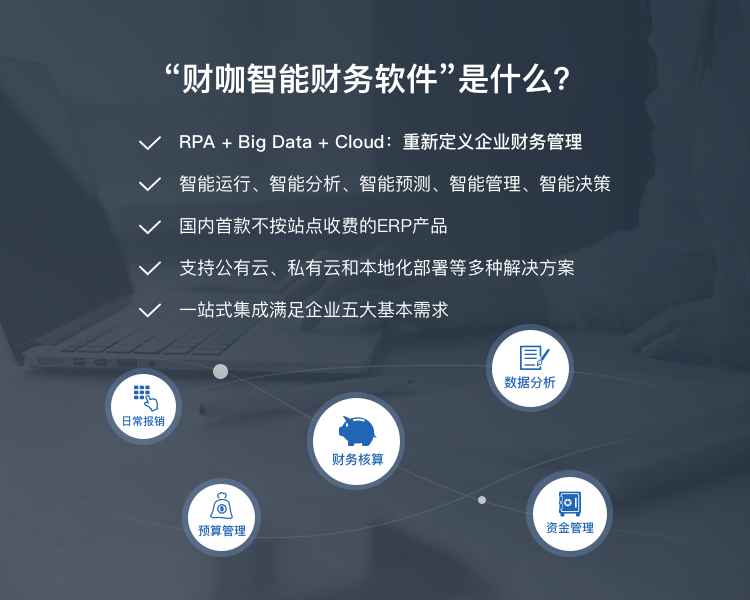 “财咖智能财务软件”是什么？
RPA + Big Data + Cloud：重新定义企业财务管理
智能运行、智能分析、智能预测、智能管理、智能决策
国内首款不按站点收费的ERP产品
支持公有云、私有云和本地化部署等多种解决方案
一站式集成满足企业五大基本需求
数据分析
日常报销
财务核算
预算管理
资金管理